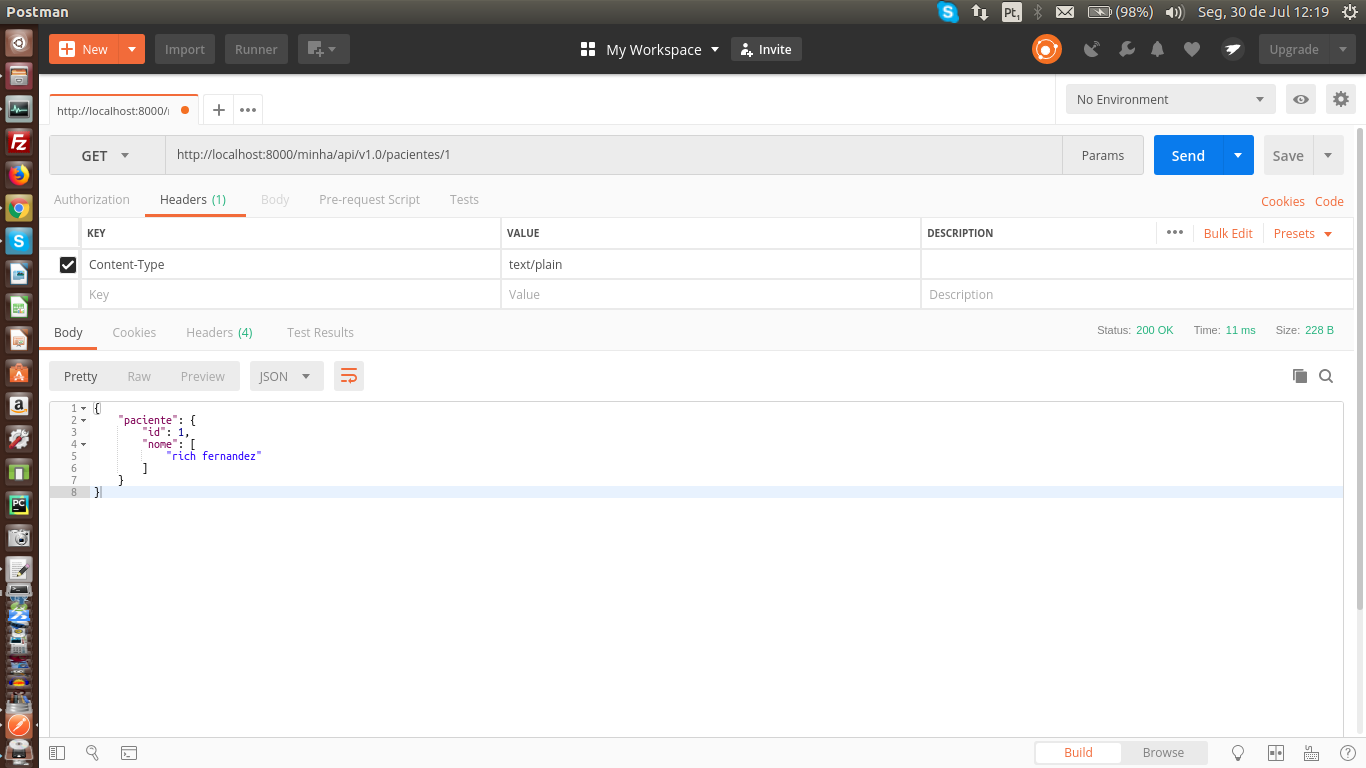 Postman
Pt1
(98%)
Seg, 30 de Jul 12:19
New
Import
Runner
My Workspace
Invite
Upgrade
http://localhost:8000/
No Environment
GET
http://localhost:8000/minha/api/v1.0/pacientes/1
Params
Send
Save
Authorization
Headers (1)
Body
Pre-request Script
Tests
Cookies
Code
KEY
VALUE
DESCRIPTION
Bulk Edit
Presets
Content-Type
text/plain
Key
Value
Description
Body
Cookies
Headers (4)
Test Results
Status: 200 OK
Time: 11 ms
Size: 228 B
Pretty
Raw
Preview
JSON
1 {
2 "paciente": {
3 "id": 1,
4 "nome": [
5 "rich fernandez"
6 ]
7 }
8 }
Build
Browse